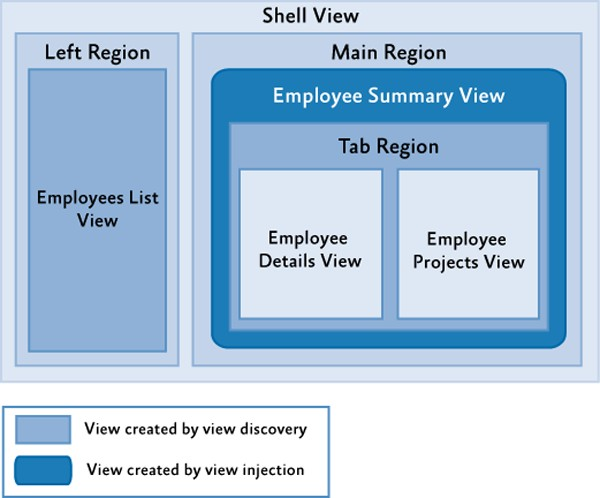 Shell View
Left Region
Main Region
Employees List
View
Employee Summary View
Tab Region
Employee
Details View
Employee
Projects View
View created by view discovery
View created by view injection